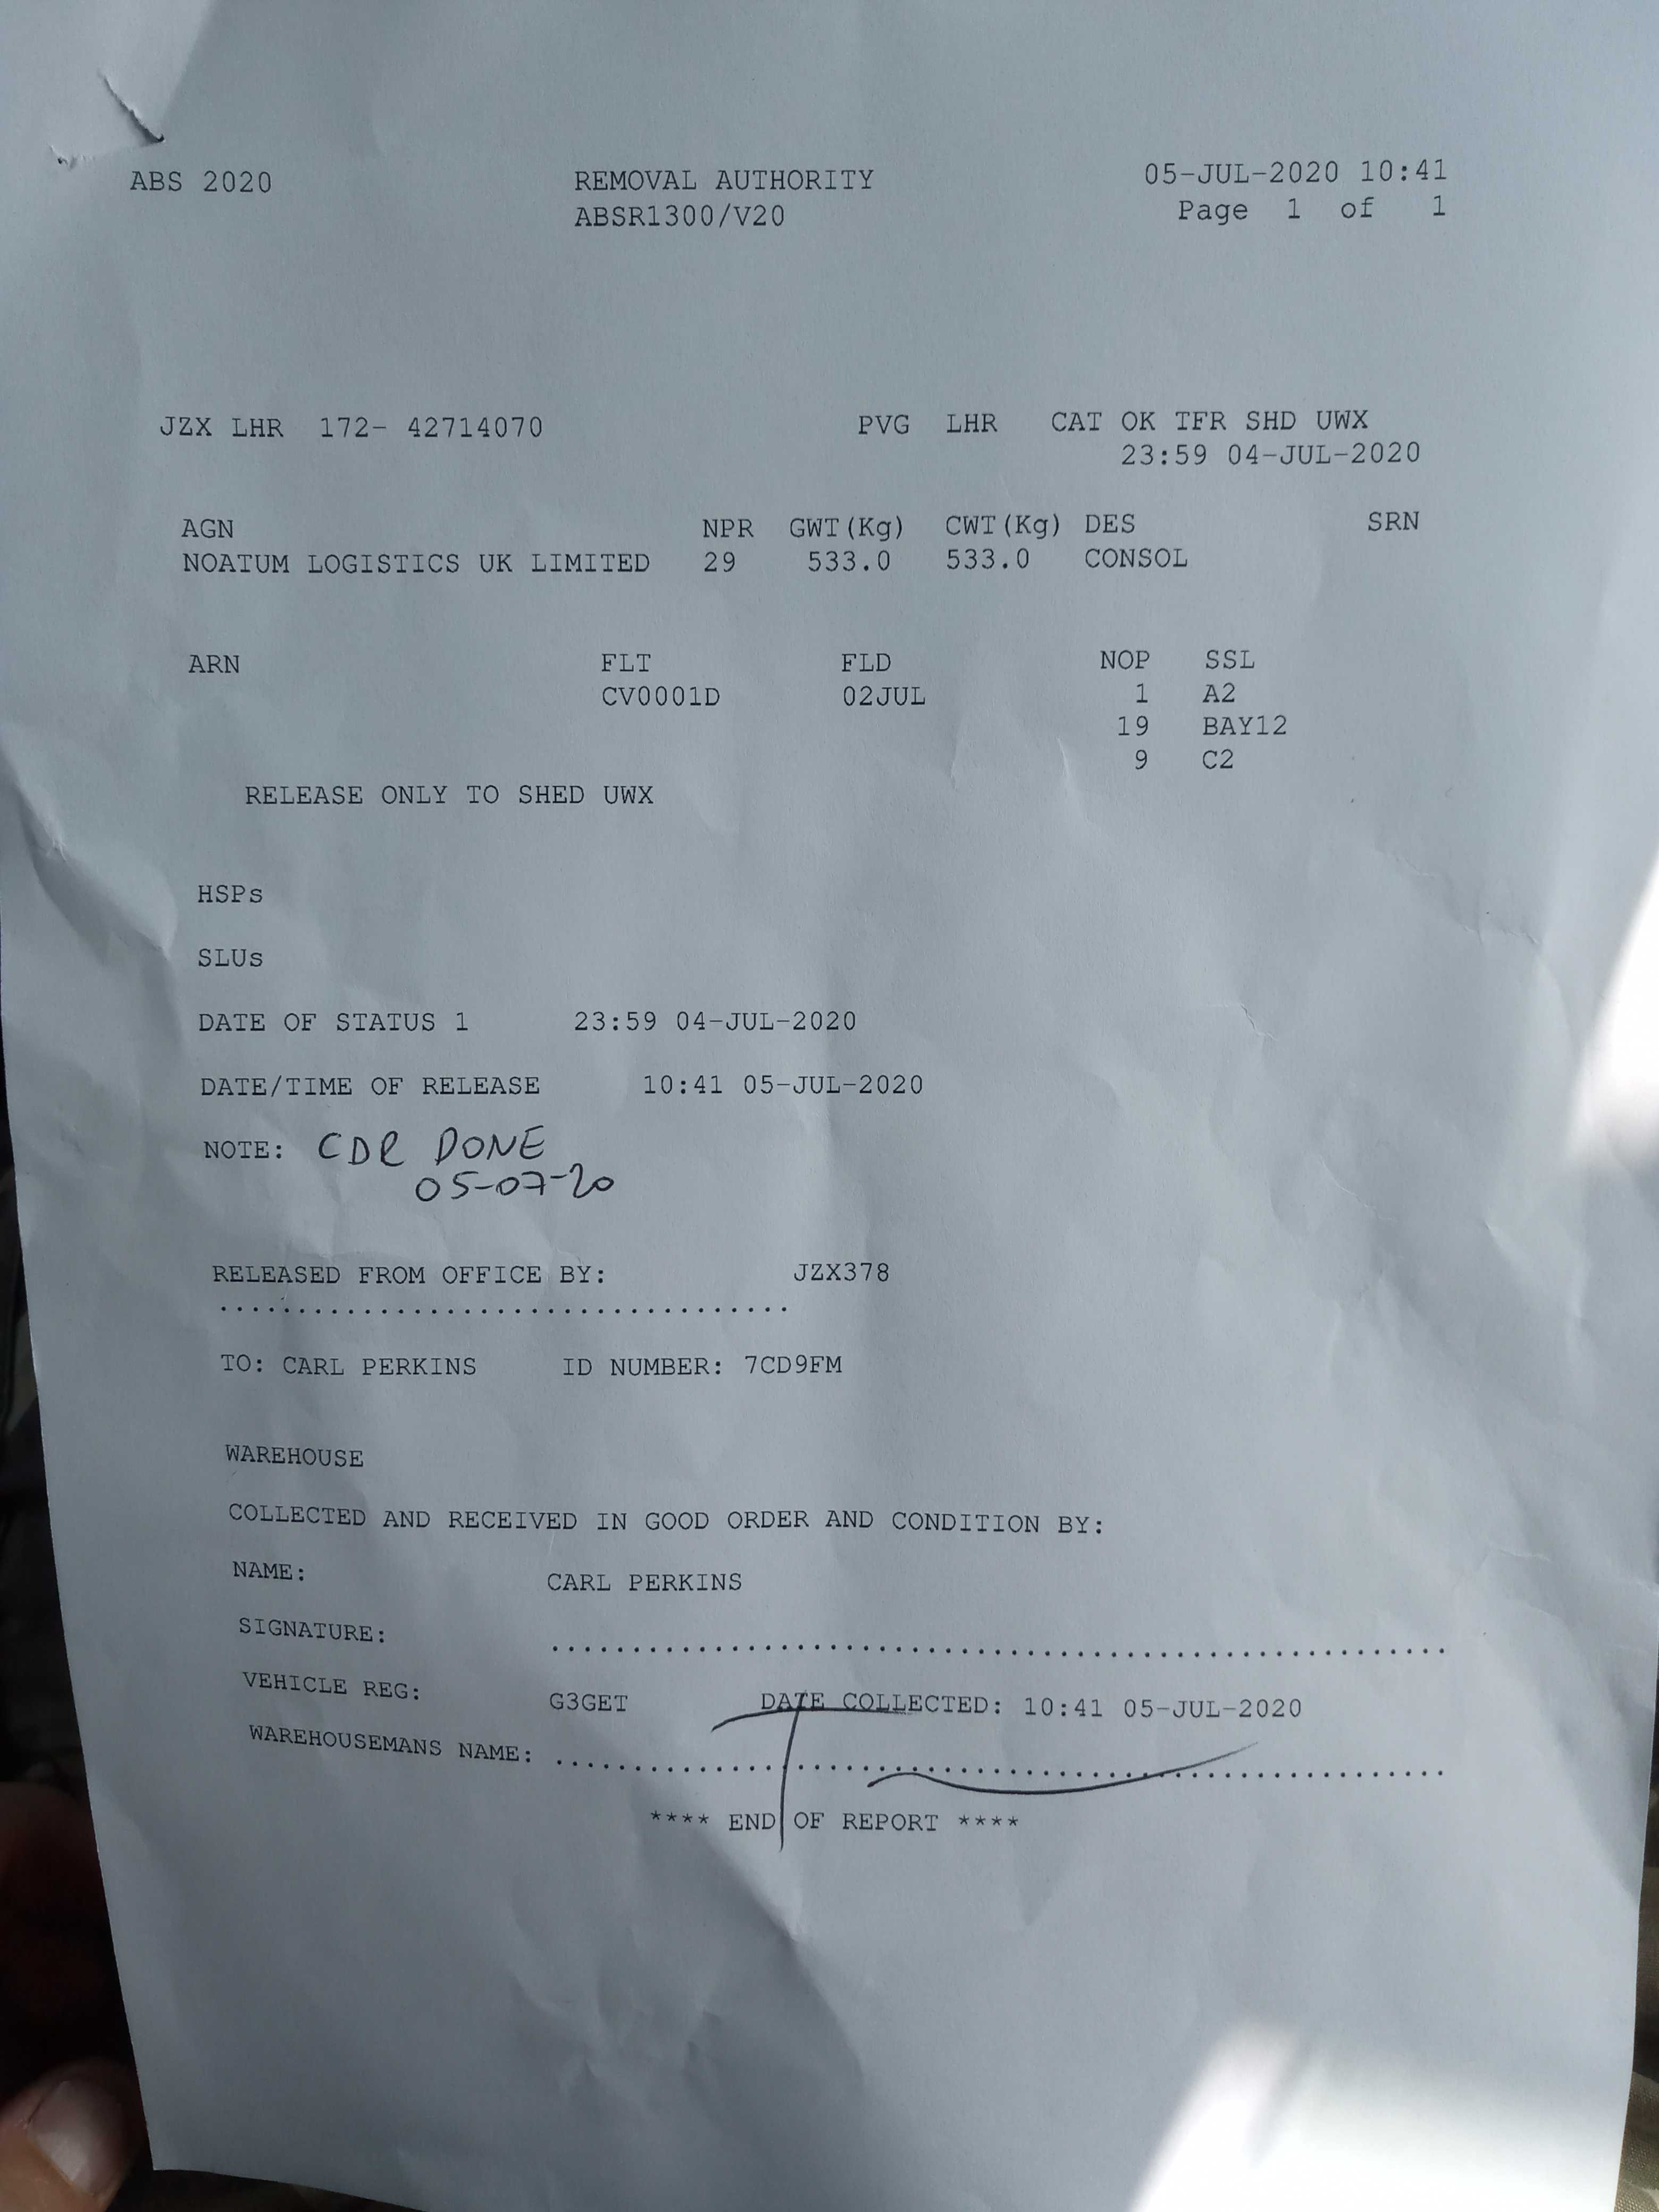 ABS 2020 REMOVAL AUTHORITY 05-JUL-2020 10:41
ABSR1300/V20 Page 1 of 1
JZX LHR 172- 42714070 PVG LHR CAT OK TFR SHD UWX
23:59 04-JUL-2020
AGN NPR GWT(Kg) CWT(Kg) DES SRN
NOATUM LOGISTICS UK LIMITED 29 533.0 533.0 CONSOL
ARN FLT FLD NOP SSL
CV0001D 02JUL 1 A2
19 BAY12
9 C2
RELEASE ONLY TO SHED UWX
HSPs
SLUs
DATE OF STATUS 1 23:59 04-JUL-2020
DATE/TIME OF RELEASE 10:41 05-JUL-2020
NOTE: CDR DONE
05-07-20
RELEASED FROM OFFICE BY: JZX378
....................................
TO: CARL PERKINS ID NUMBER: 7CD9FM
WAREHOUSE
COLLECTED AND RECEIVED IN GOOD ORDER AND CONDITION BY:
NAME: CARL PERKINS
SIGNATURE: .......................................................
VEHICLE REG: G3GET DATE COLLECTED: 10:41 05-JUL-2020
WAREHOUSEMANS NAME: .......................................................
**** END OF REPORT ****